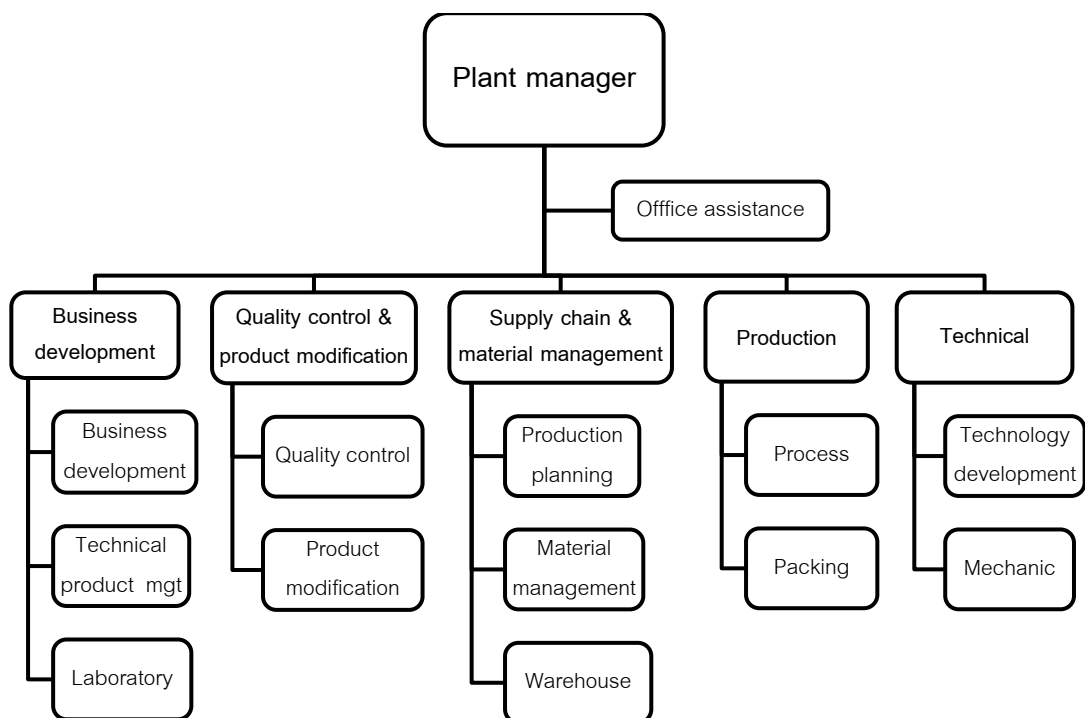 Plant manager
Offfice assistance
Business
development
Quality control &
product modification
Supply chain &
material management
Production
Technical
Business
development
Technical
product  mgt
Laboratory
Quality control
Product
modification
Production
planning
Material
management
Warehouse
Process
Packing
Technology
development
Mechanic